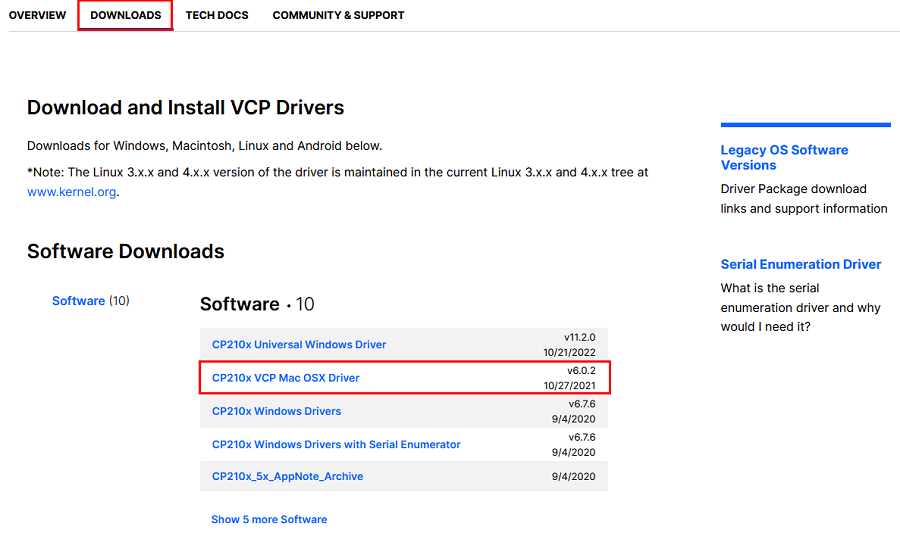 OVERVIEW DOWNLOADS TECH DOCS COMMUNITY & SUPPORT
Download and Install VCP Drivers
Downloads for Windows, Macintosh, Linux and Android below.
*Note: The Linux 3.x.x and 4.x.x version of the driver is maintained in the current Linux 3.x.x and 4.x.x tree at
www.kernel.org.
Software Downloads
Software (10)
Software • 10
CP210x Universal Windows Driver v11.2.0
10/21/2022
CP210x VCP Mac OSX Driver v6.0.2
10/27/2021
CP210x Windows Drivers v6.7.6
9/4/2020
CP210x Windows Drivers with Serial Enumerator v6.7.6
9/4/2020
CP210x_5x_AppNote_Archive 9/4/2020
Show 5 more Software
Legacy OS Software
Versions
Driver Package download
links and support information
Serial Enumeration Driver
What is the serial
enumeration driver and why
would I need it?